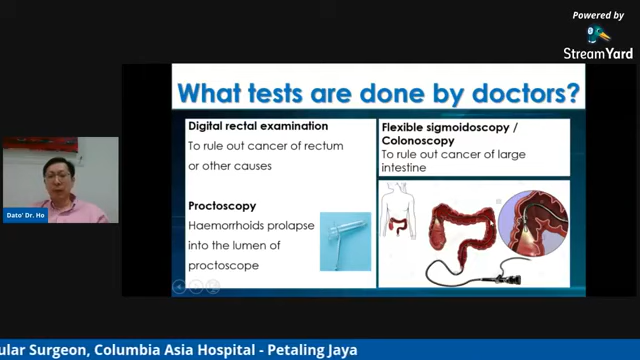 Powered by
StreamYard
What tests are done by doctors?
Digital rectal examination
To rule out cancer of rectum
or other causes
Proctoscopy
Haemorrhoids prolapse
into the lumen of
proctoscope
Flexible sigmoidoscopy /
Colonoscopy
To rule out cancer of large
intestine
Dato' Dr. Ho
ular Surgeon, Columbia Asia Hospital - Petaling Jaya